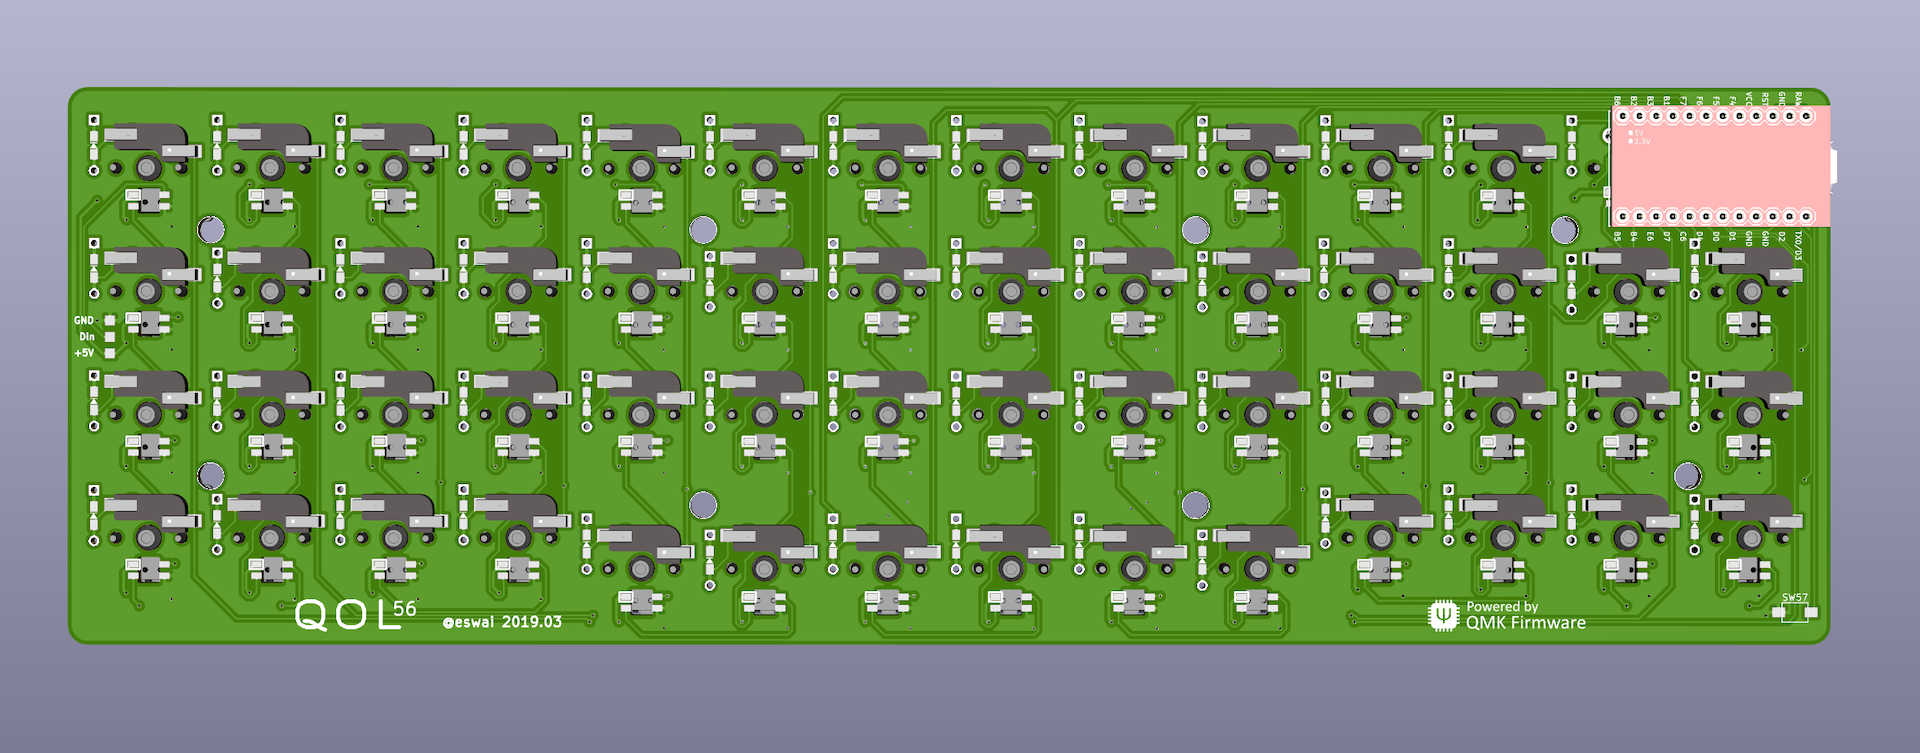 B6 B2 B3 B1 F7 F6 F5 F4 VCC RST GND RAW
5V
3.3V
B5 B4 E6 D7 C6 D4 D0 D1 GND GND D2 TX0/D3
GND
Din
+5V
SW57
QOL56
@eswai 2019.03
Powered by
QMK Firmware